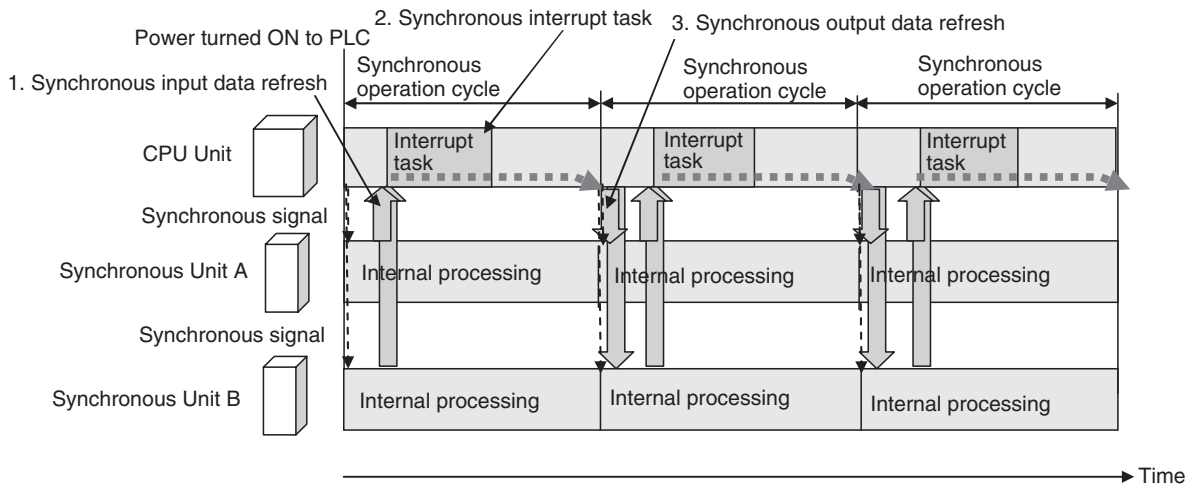 2. Synchronous interrupt task
3. Synchronous output data refresh
Power turned ON to PLC
1. Synchronous input data refresh
Synchronous
operation cycle
Synchronous
operation cycle
Synchronous
operation cycle
CPU Unit
Interrupt
task
Interrupt
task
Interrupt
task
Synchronous signal
Synchronous Unit A
Internal processing
Internal processing
Internal processing
Synchronous signal
Synchronous Unit B
Internal processing
Internal processing
Internal processing
Time